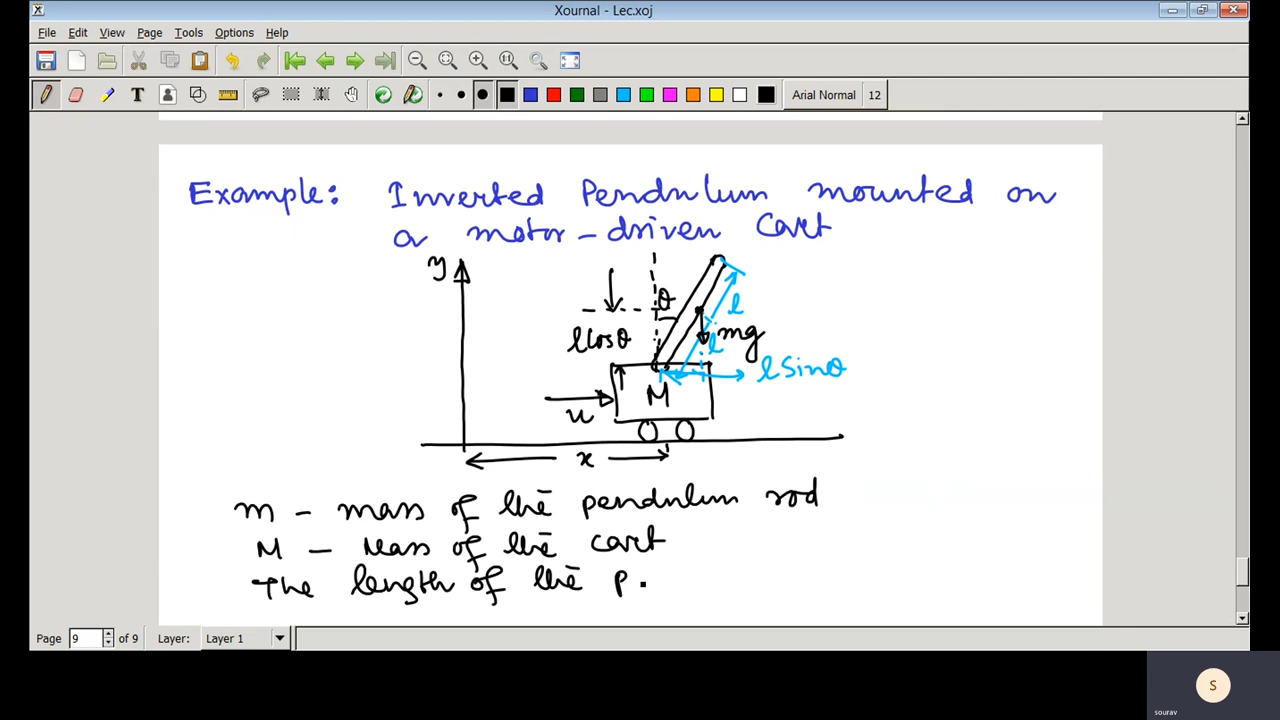 Xournal - Lec.xoj
File Edit View Page Tools Options Help
Arial Normal 12
Example: Inverted Pendulum mounted on
a motor-driven Cart
y
θ
l
lCosθ
mg
l
lSinθ
M
u
x
m - mass of the pendulum rod
M - Mass of the cart
The length of the p.
Page 9 of 9 Layer: Layer 1
S
sourav